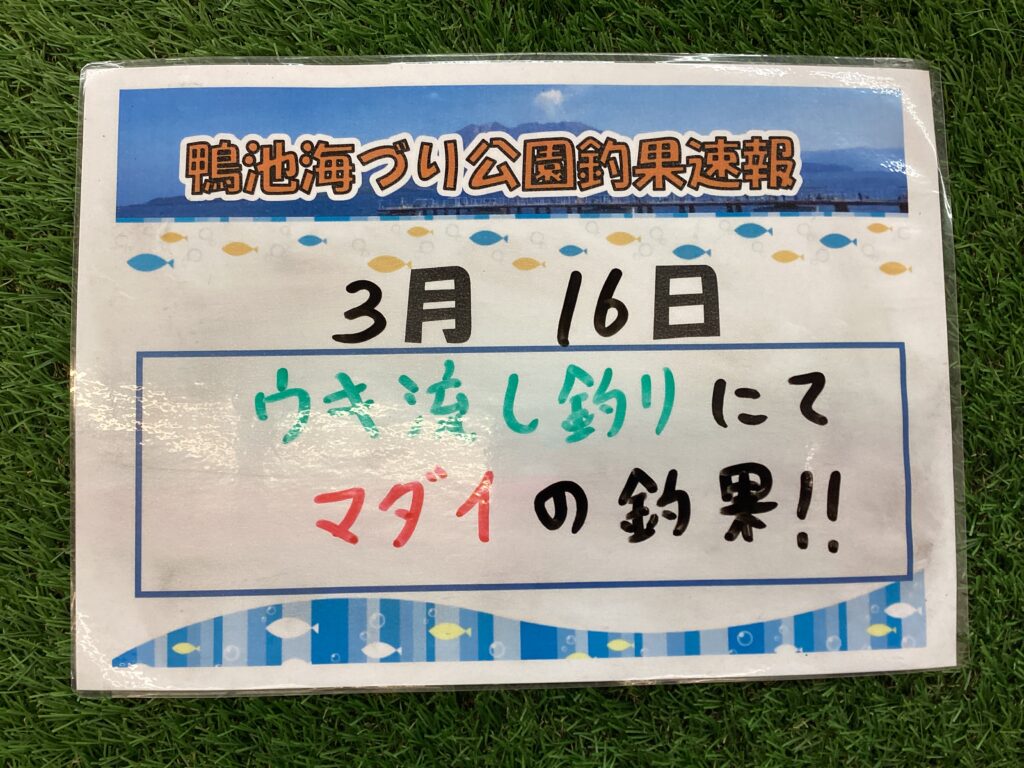 鴨池海づり公園釣果速報
3月 16日
ウキ流し釣りにて
マダイの釣果!!